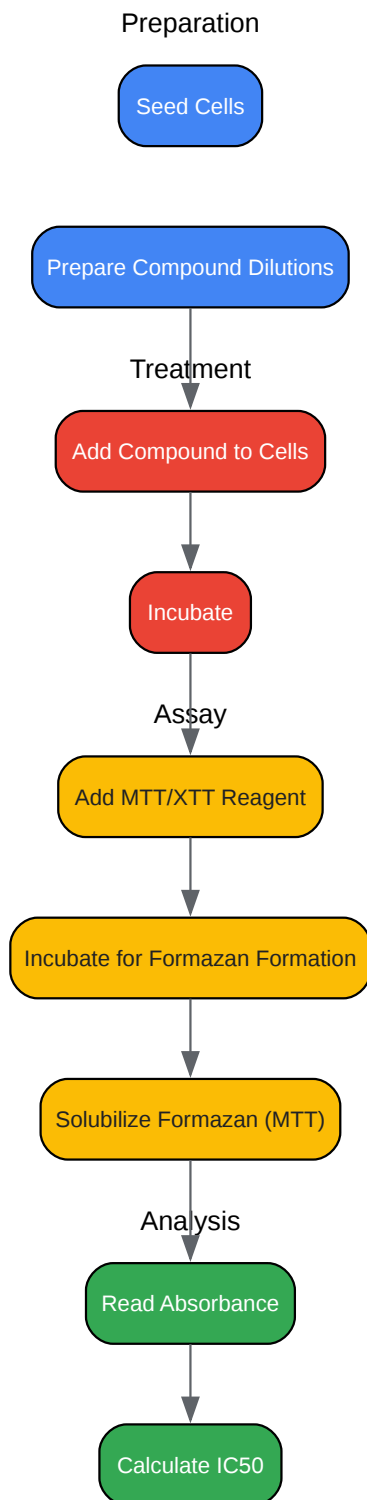 Preparation
Seed Cells
Prepare Compound Dilutions
Treatment
Add Compound to Cells
Incubate
Assay
Add MTT/XTT Reagent
Incubate for Formazan Formation
Solubilize Formazan (MTT)
Analysis
Read Absorbance
Calculate IC50